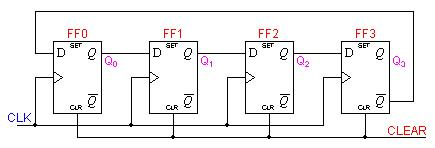 FF0 FF1 FF2 FF3
SET SET SET SET
D Q D Q D Q D Q
Q0 Q1 Q2 Q3
Q Q Q Q
CLR CLR CLR CLR
CLK
CLEAR